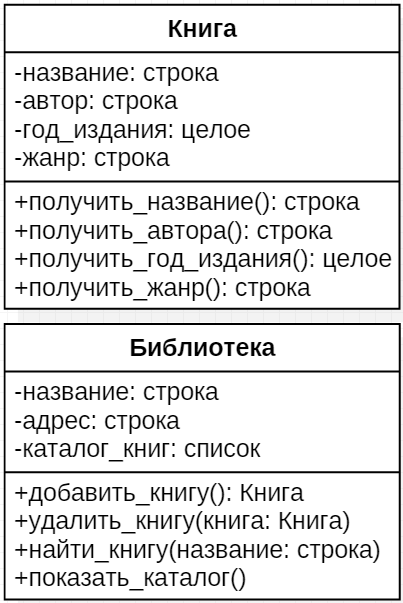 Книга
-название: строка
-автор: строка
-год_издания: целое
-жанр: строка
+получить_название(): строка
+получить_автора(): строка
+получить_год_издания(): целое
+получить_жанр(): строка
Библиотека
-название: строка
-адрес: строка
-каталог_книг: список
+добавить_книгу(): Книга
+удалить_книгу(книга: Книга)
+найти_книгу(название: строка)
+показать_каталог()